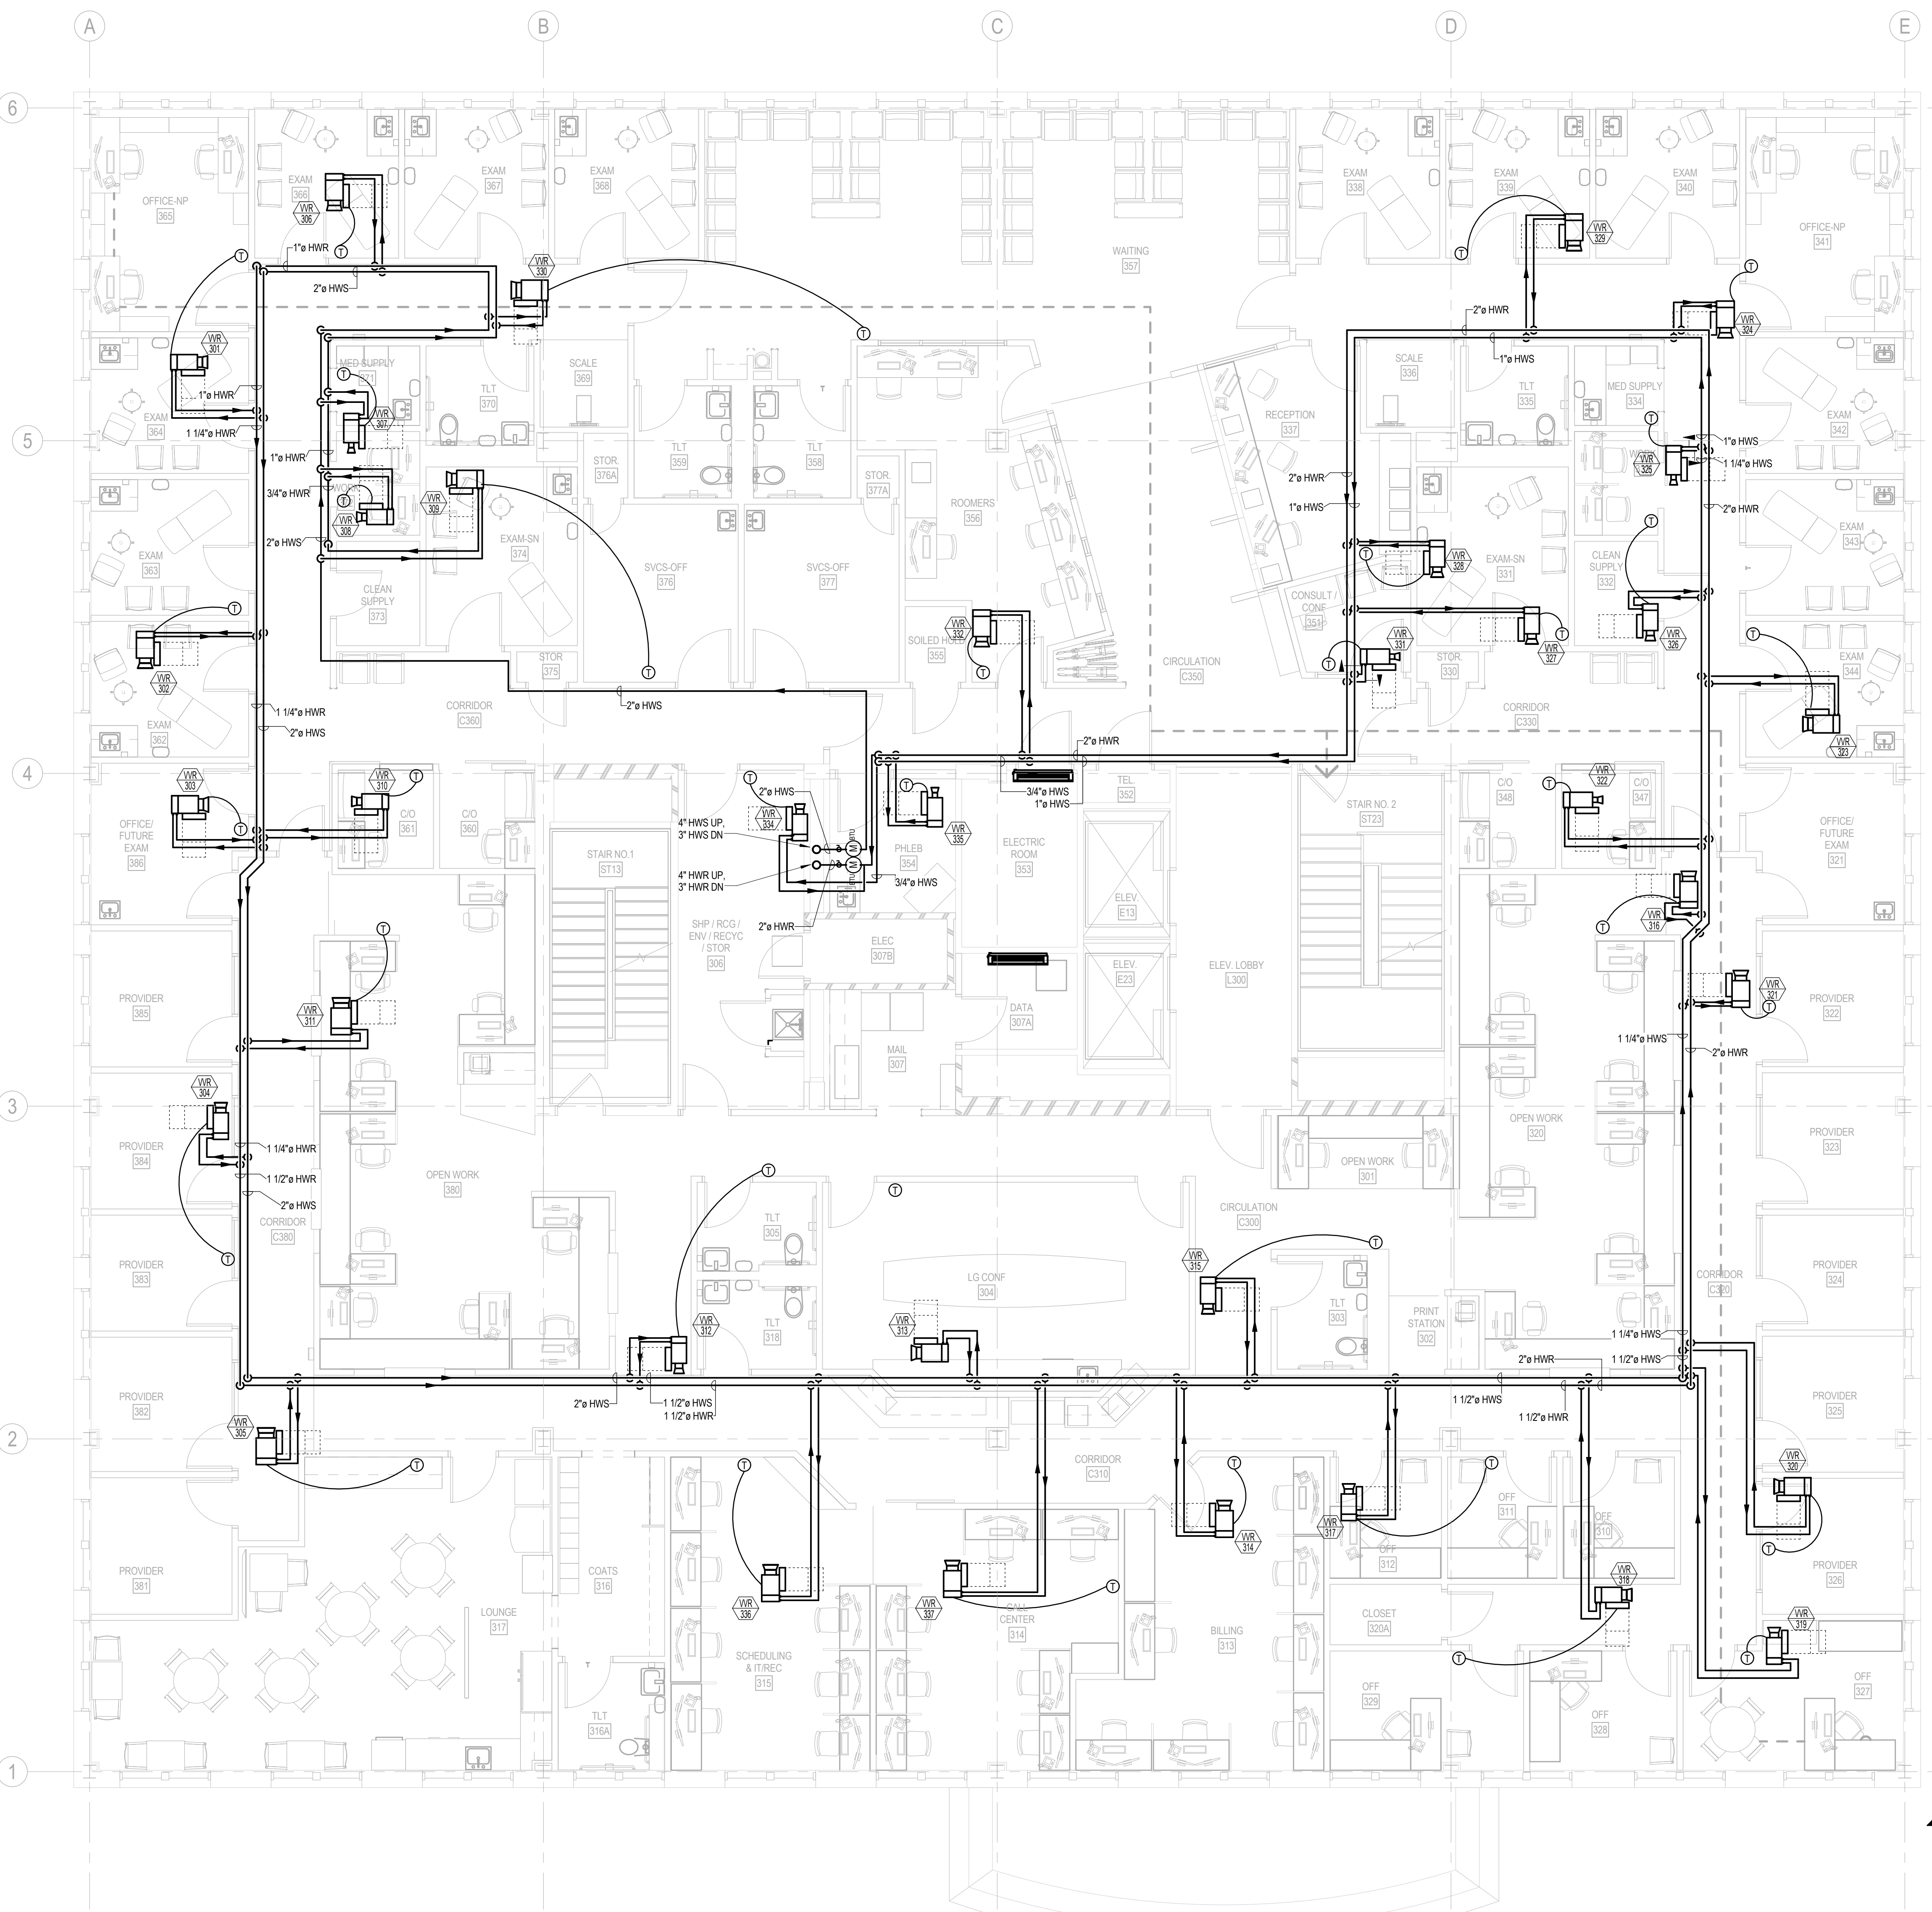 A
B
C
D
E
6
5
4
3
2
1
OFFICE-NP
365
EXAM
366
VVR
306
T
EXAM
367
EXAM
368
1"ø HWR
2"ø HWS
T
VVR
330
T
WAITING
357
EXAM
338
EXAM
339
EXAM
340
VVR
329
T
OFFICE-NP
341
2"ø HWR
1"ø HWS
T
VVR
324
VVR
301
1"ø HWR
EXAM
364
1 1/4"ø HWR
MED SUPPLY
371
T
VVR
307
1"ø HWR
3/4"ø HWR
T
VVR
308
2"ø HWS
TLT
370
SCALE
369
STOR.
376A
TLT
359
TLT
358
STOR.
377A
VVR
309
EXAM-SN
374
ROOMERS
356
RECEPTION
337
SCALE
336
TLT
335
MED SUPPLY
334
T
VVR
325
1"ø HWS
1 1/4"ø HWS
EXAM
342
2"ø HWR
1"ø HWS
2"ø HWR
T
EXAM
343
EXAM
363
T
VVR
302
CLEAN
SUPPLY
373
SVCS-OFF
376
SVCS-OFF
377
T
STOR
375
SOILED HOLD
355
VVR
332
T
CIRCULATION
C350
CONSULT /
CONF
351
T
VVR
328
EXAM-SN
331
CLEAN
SUPPLY
332
T
VVR
331
T
VVR
327
VVR
326
STOR.
330
T
EXAM
344
VVR
323
EXAM
362
1 1/4"ø HWR
2"ø HWS
CORRIDOR
C360
2"ø HWS
2"ø HWR
3/4"ø HWS
1"ø HWS
CORRIDOR
C330
VVR
303
T
OFFICE/
FUTURE
EXAM
386
VVR
310
T
C/O
361
C/O
360
STAIR NO.1
ST13
T
VVR
334
2"ø HWS
4" HWS UP,
3" HWS DN
M
BTU
4" HWR UP,
3" HWR DN
M
BTU
2"ø HWR
T
VVR
335
PHLEB
354
3/4"ø HWS
ELECTRIC
ROOM
353
TEL.
352
ELEV.
E13
STAIR NO. 2
ST23
C/O
348
T
VVR
322
C/O
347
OFFICE/
FUTURE
EXAM
321
T
VVR
316
T
VVR
311
SHP / RCG /
ENV / RECYC
/ STOR
306
ELEC
307B
ELEV.
E23
ELEV. LOBBY
L300
DATA
307A
MAIL
307
PROVIDER
385
VVR
321
T
PROVIDER
322
1 1/4"ø HWS
2"ø HWR
VVR
304
PROVIDER
384
1 1/4"ø HWR
1 1/2"ø HWR
2"ø HWS
CORRIDOR
C380
T
OPEN WORK
380
OPEN WORK
301
OPEN WORK
320
PROVIDER
323
T
TLT
305
T
CIRCULATION
C300
T
PROVIDER
383
LG CONF
304
VVR
315
TLT
303
PRINT
STATION
302
CORRIDOR
C320
PROVIDER
324
VVR
312
TLT
318
VVR
313
1 1/4"ø HWS
1 1/2"ø HWS
2"ø HWR
PROVIDER
382
2"ø HWS
1 1/2"ø HWS
1 1/2"ø HWR
1 1/2"ø HWS
1 1/2"ø HWR
PROVIDER
325
VVR
305
T
T
CORRIDOR
C310
T
VVR
314
VVR
317
T
OFF
311
OFF
310
OFF
312
VVR
320
T
PROVIDER
326
PROVIDER
381
COATS
316
VVR
336
VVR
337
T
CALL
CENTER
314
VVR
318
LOUNGE
317
CLOSET
320A
VVR
319
T
BILLING
313
T
SCHEDULING
& IT/REC
315
TLT
316A
OFF
329
OFF
328
OFF
327